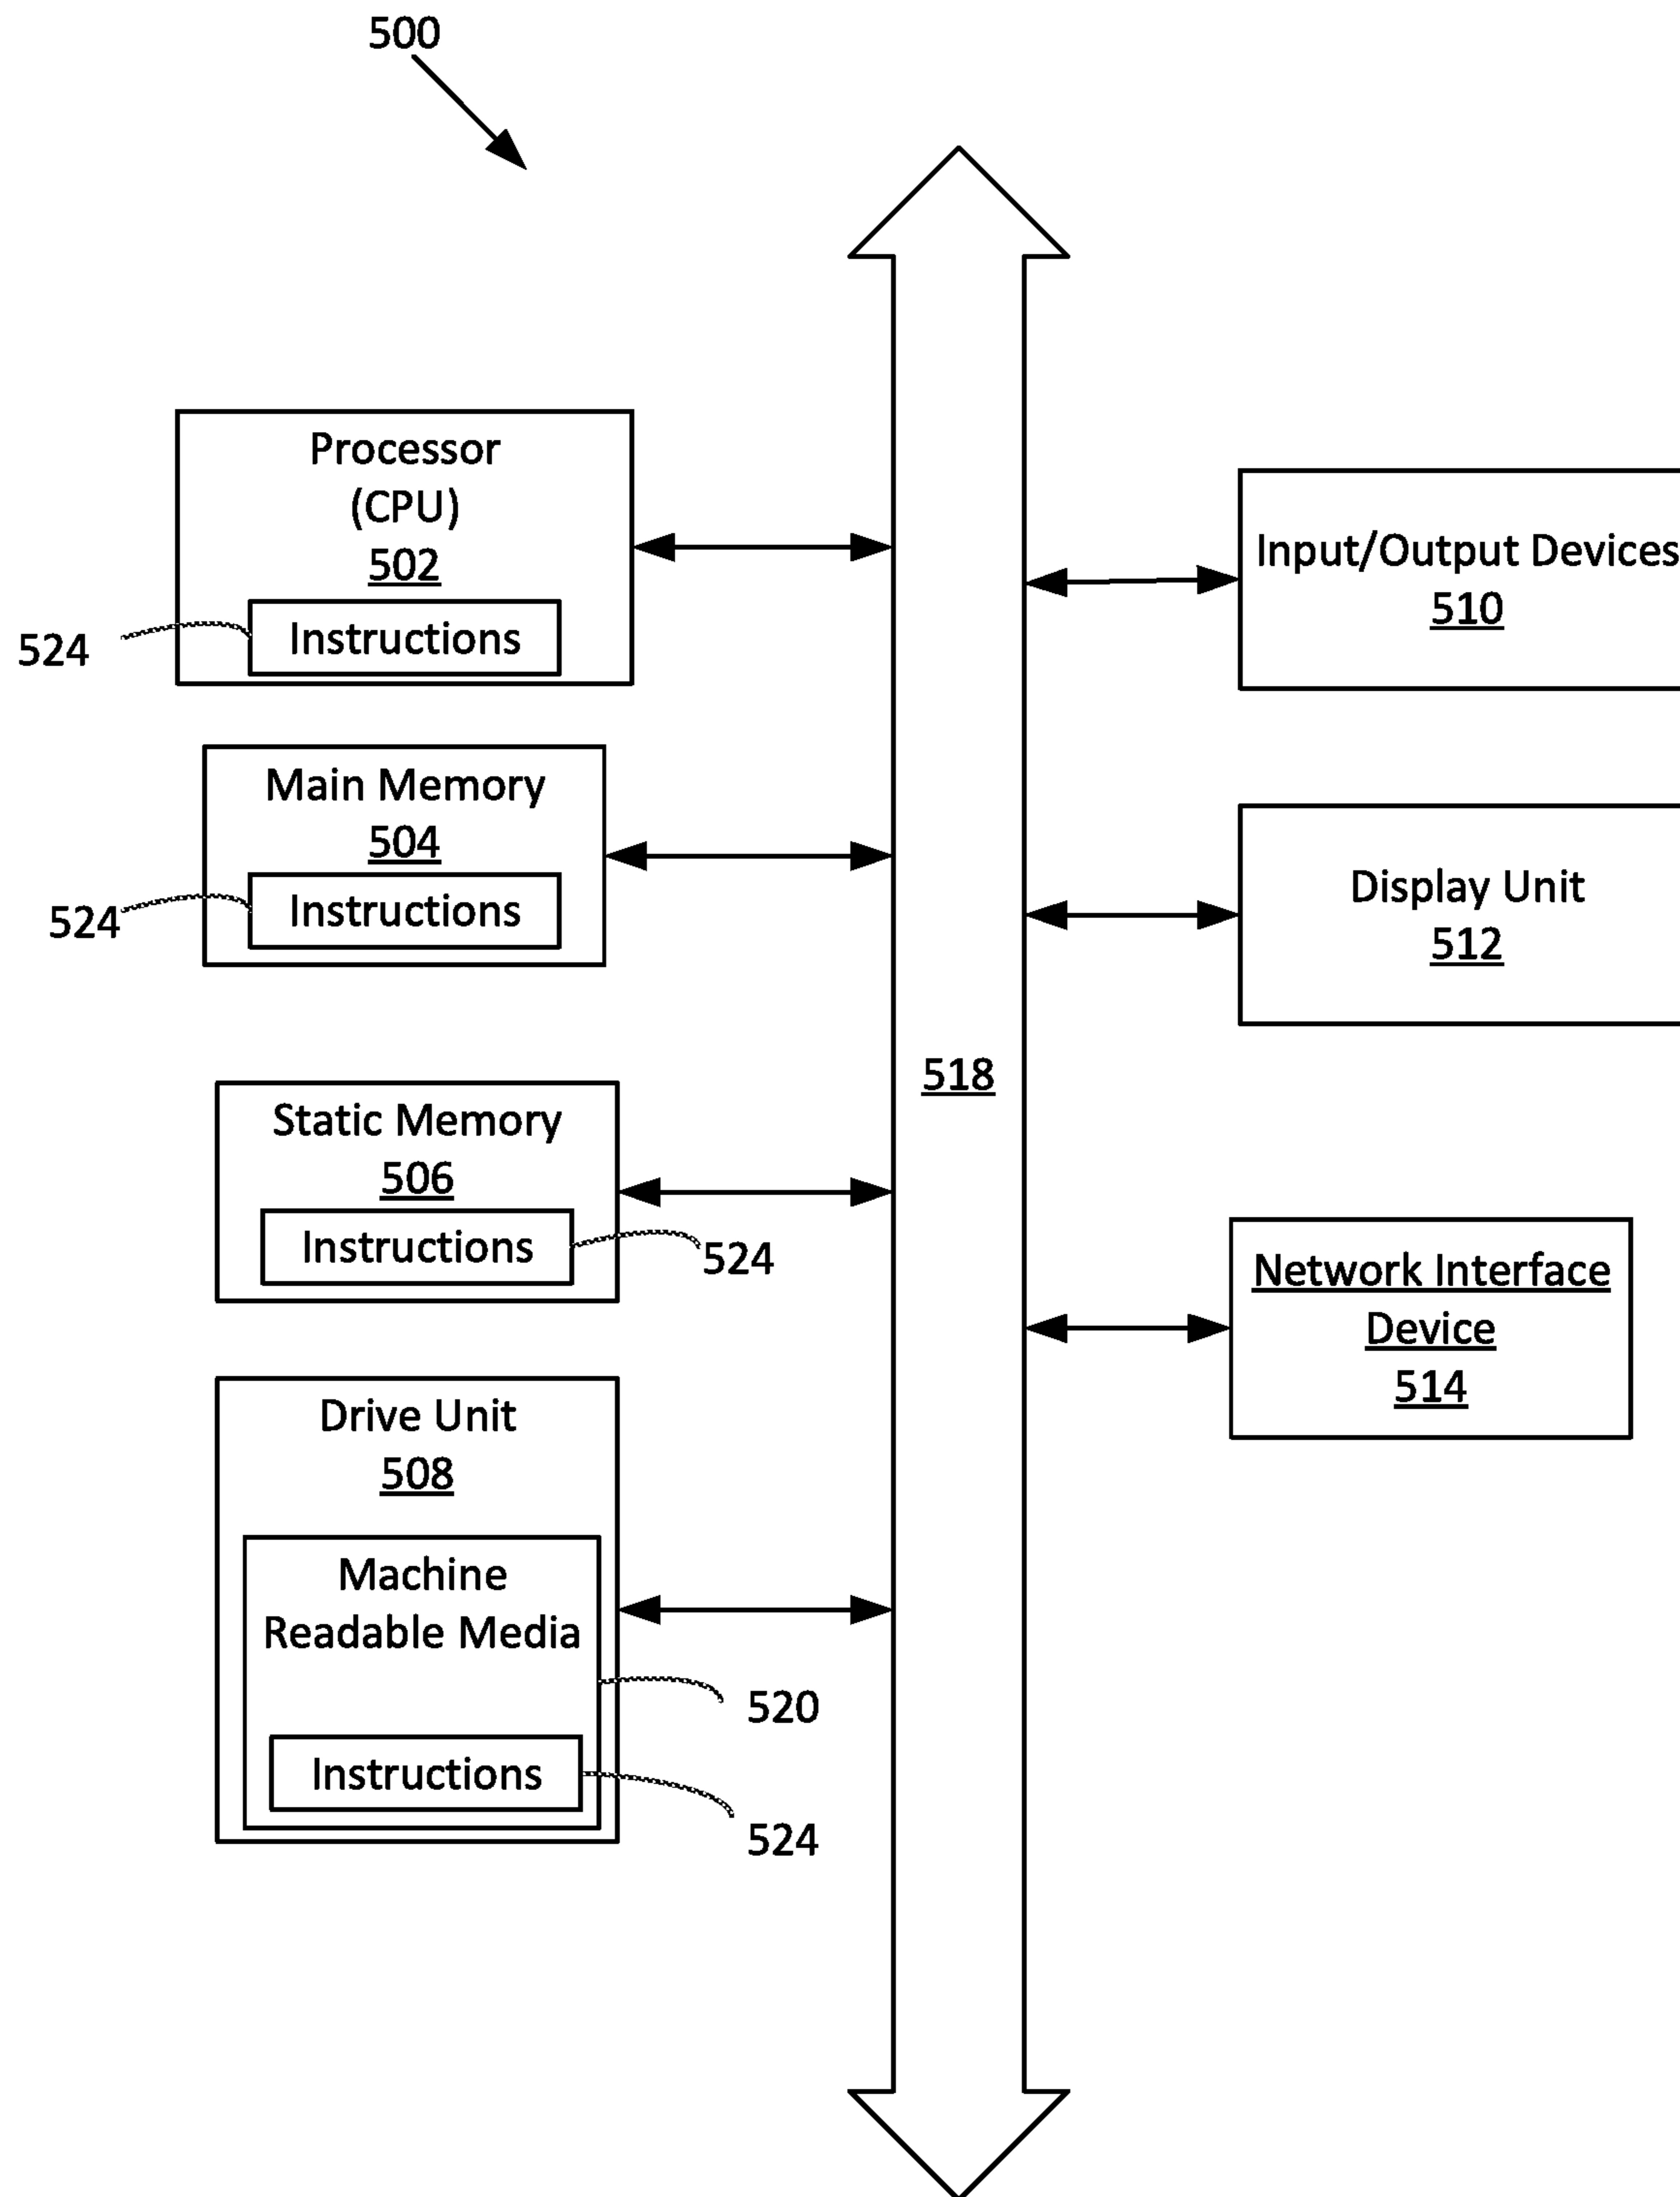 500
Processor
(CPU)
502
Instructions
524
Main Memory
504
Instructions
524
Static Memory
506
Instructions
524
Drive Unit
508
Machine
Readable Media
520
Instructions
524
518
Input/Output Devices
510
Display Unit
512
Network Interface
Device
514